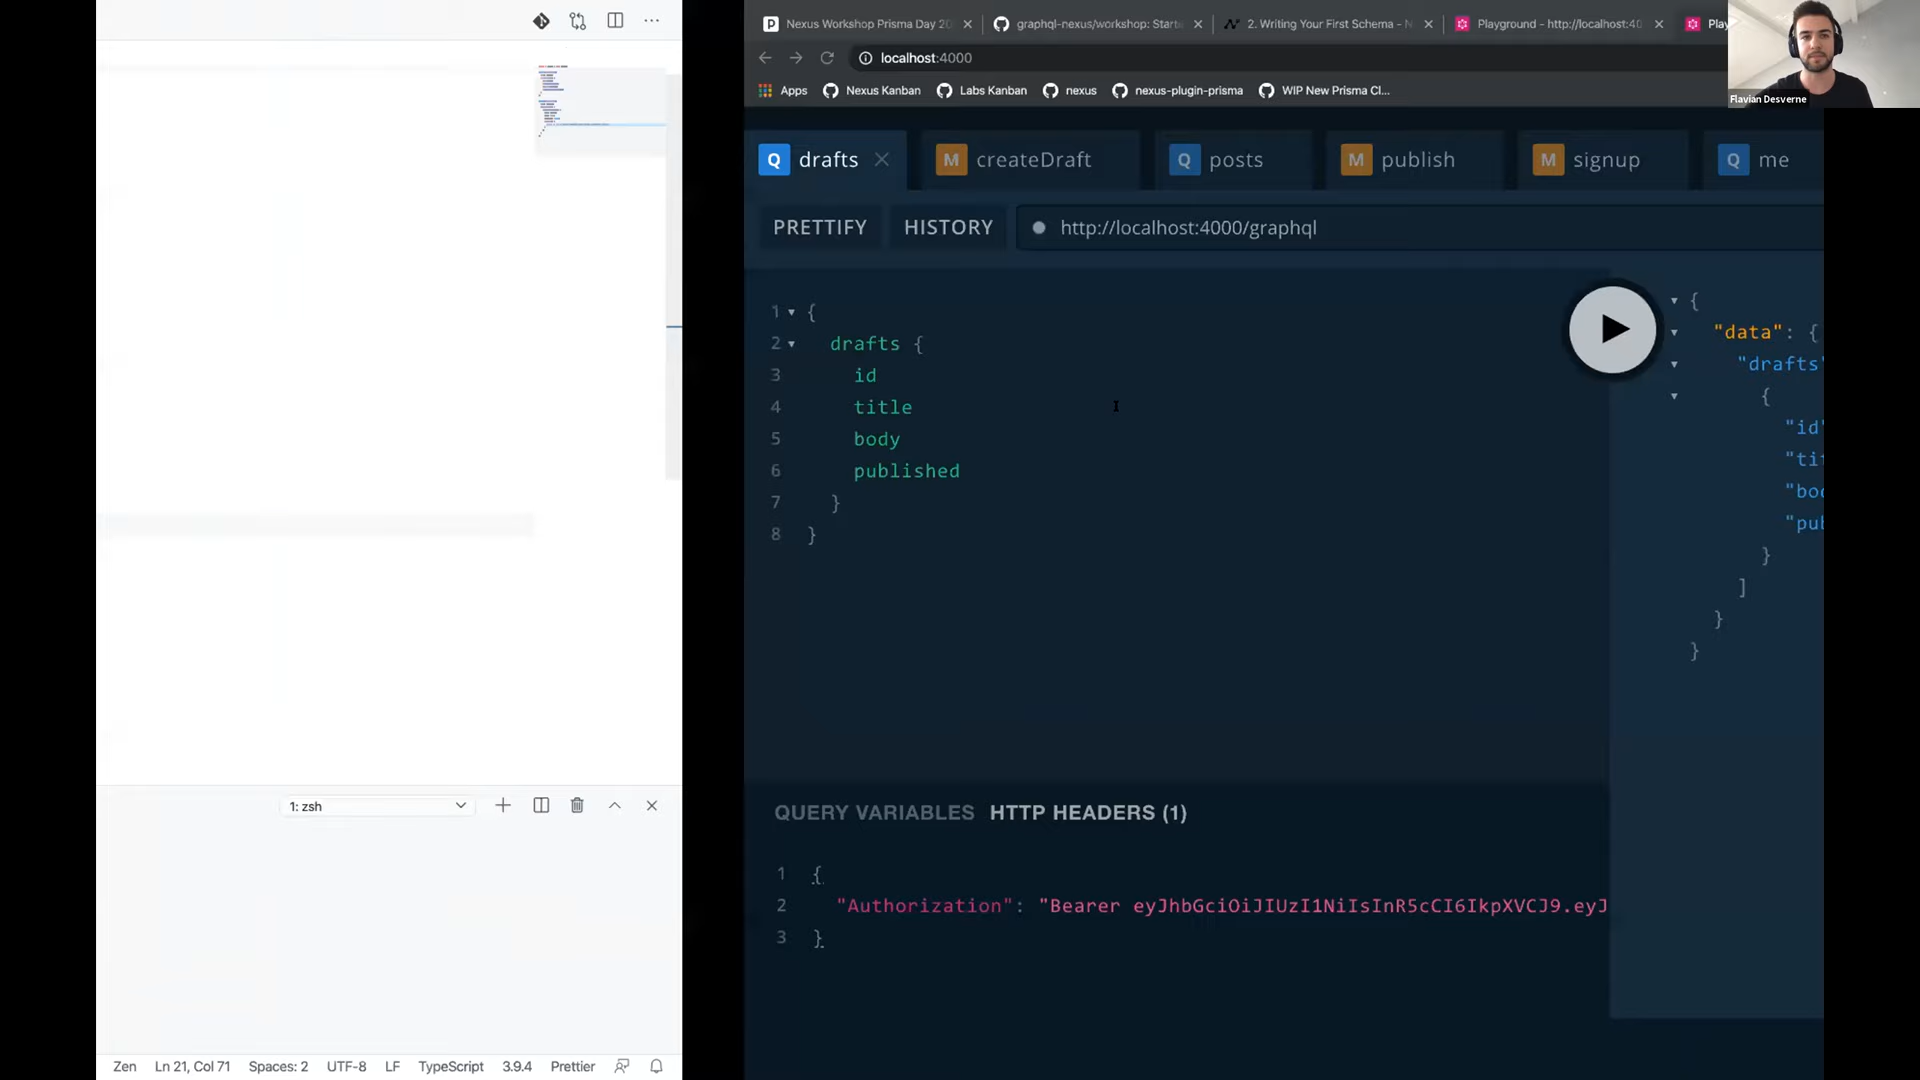 1: zsh
Zen
Ln 21, Col 71
Spaces: 2
UTF-8
LF
TypeScript
3.9.4
Prettier
Nexus Workshop Prisma Day 20
graphql-nexus/workshop: Starte
2. Writing Your First Schema - N
Playground - http://localhost:40
Play
localhost:4000
Apps
Nexus Kanban
Labs Kanban
nexus
nexus-plugin-prisma
WIP New Prisma Cl...
Flavian Desverne
Q drafts
M createDraft
Q posts
M publish
M signup
Q me
PRETTIFY
HISTORY
http://localhost:4000/graphql
1 {
2 drafts {
3 id
4 title
5 body
6 published
7 }
8 }
{
"data": {
"drafts"
{
"id"
"tit
"bod
"pub
}
]
}
}
QUERY VARIABLES
HTTP HEADERS (1)
1 {
2 "Authorization": "Bearer eyJhbGciOiJIUzI1NiIsInR5cCI6IkpXVCJ9.eyJ
3 }